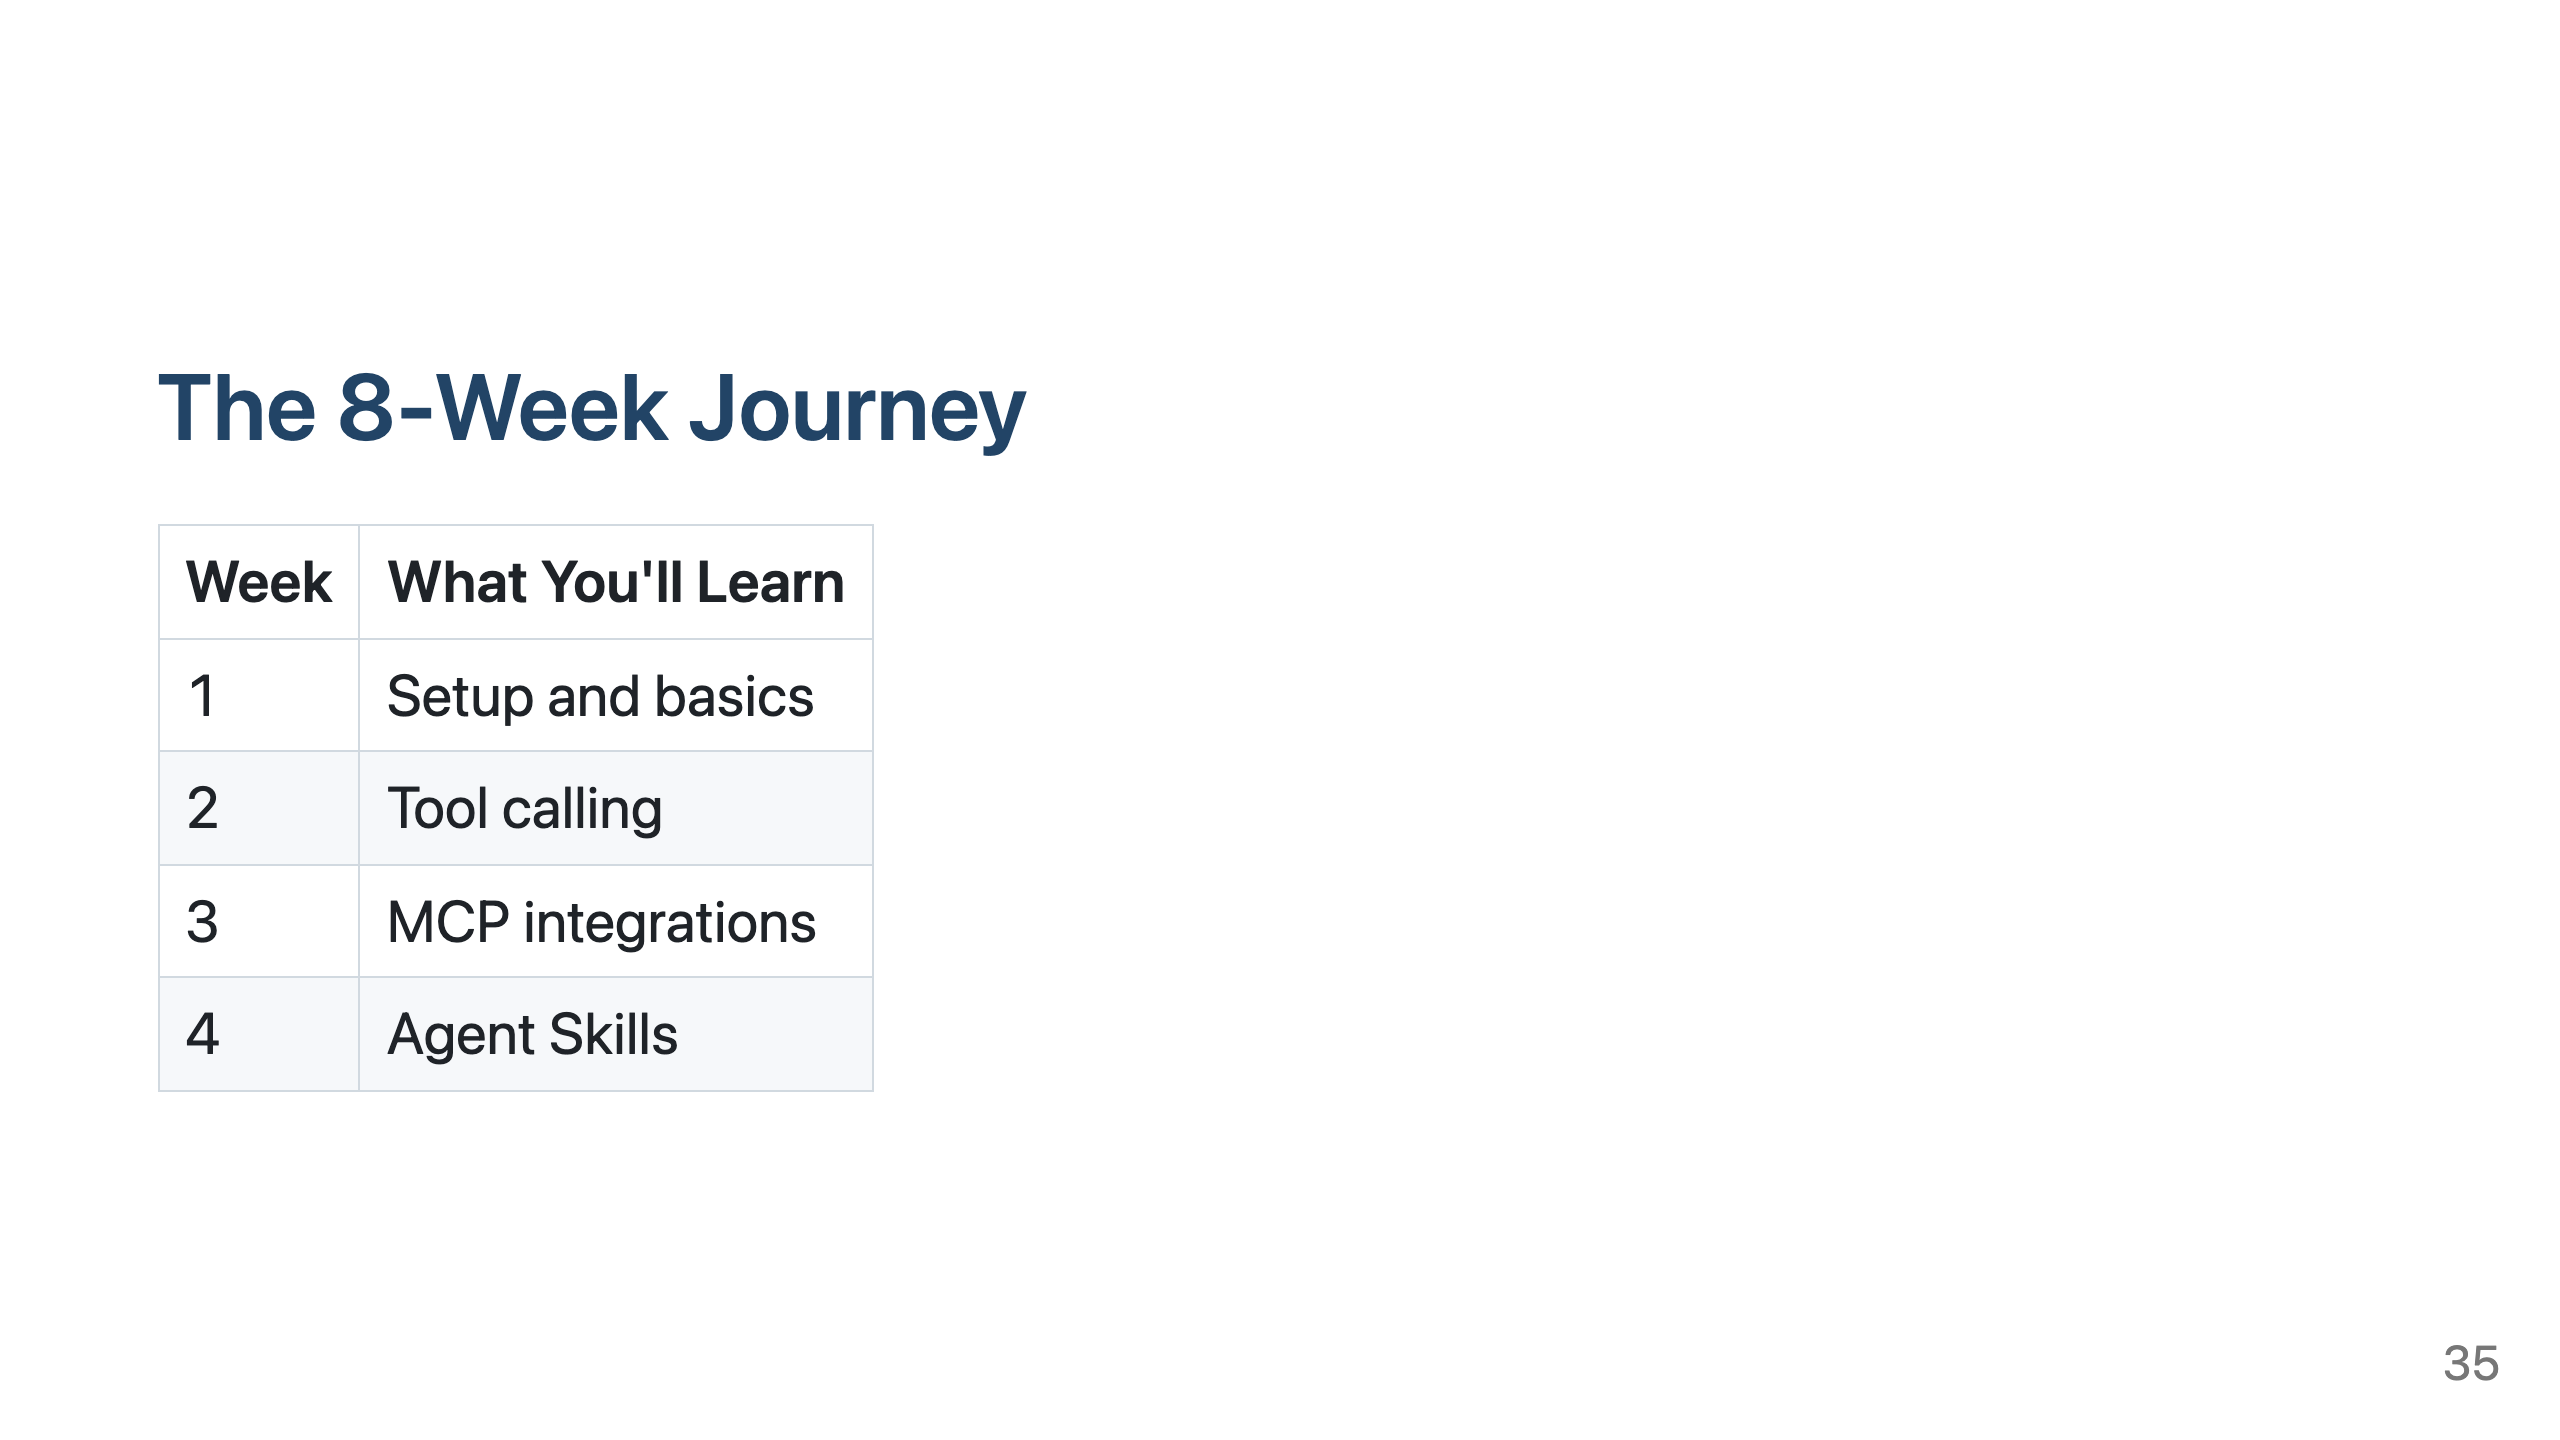 The 8-Week Journey
Week What You'll Learn
1 Setup and basics
2 Tool calling
3 MCP integrations
4 Agent Skills
35